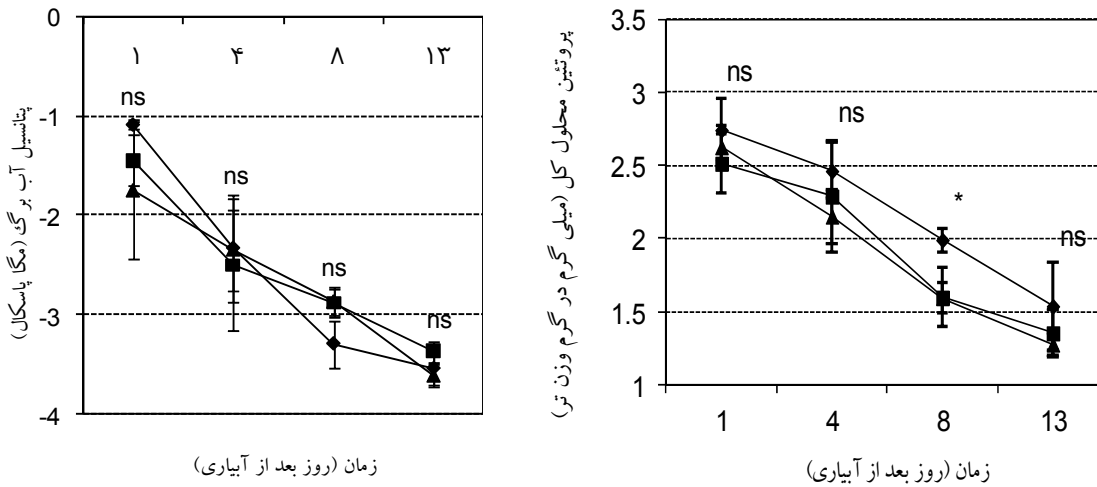 پتانسیل آب برگ (مگا پاسکال)
0
-1
-2
-3
-4
۱ ۴ ۸ ۱۳
ns
ns
ns
ns
زمان (روز بعد از آبیاری)
پروتئین محلول کل (میلی گرم در گرم وزن تر)
3.5
3
2.5
2
1.5
1
ns
ns
*
ns
1 4 8 13
زمان (روز بعد از آبیاری)